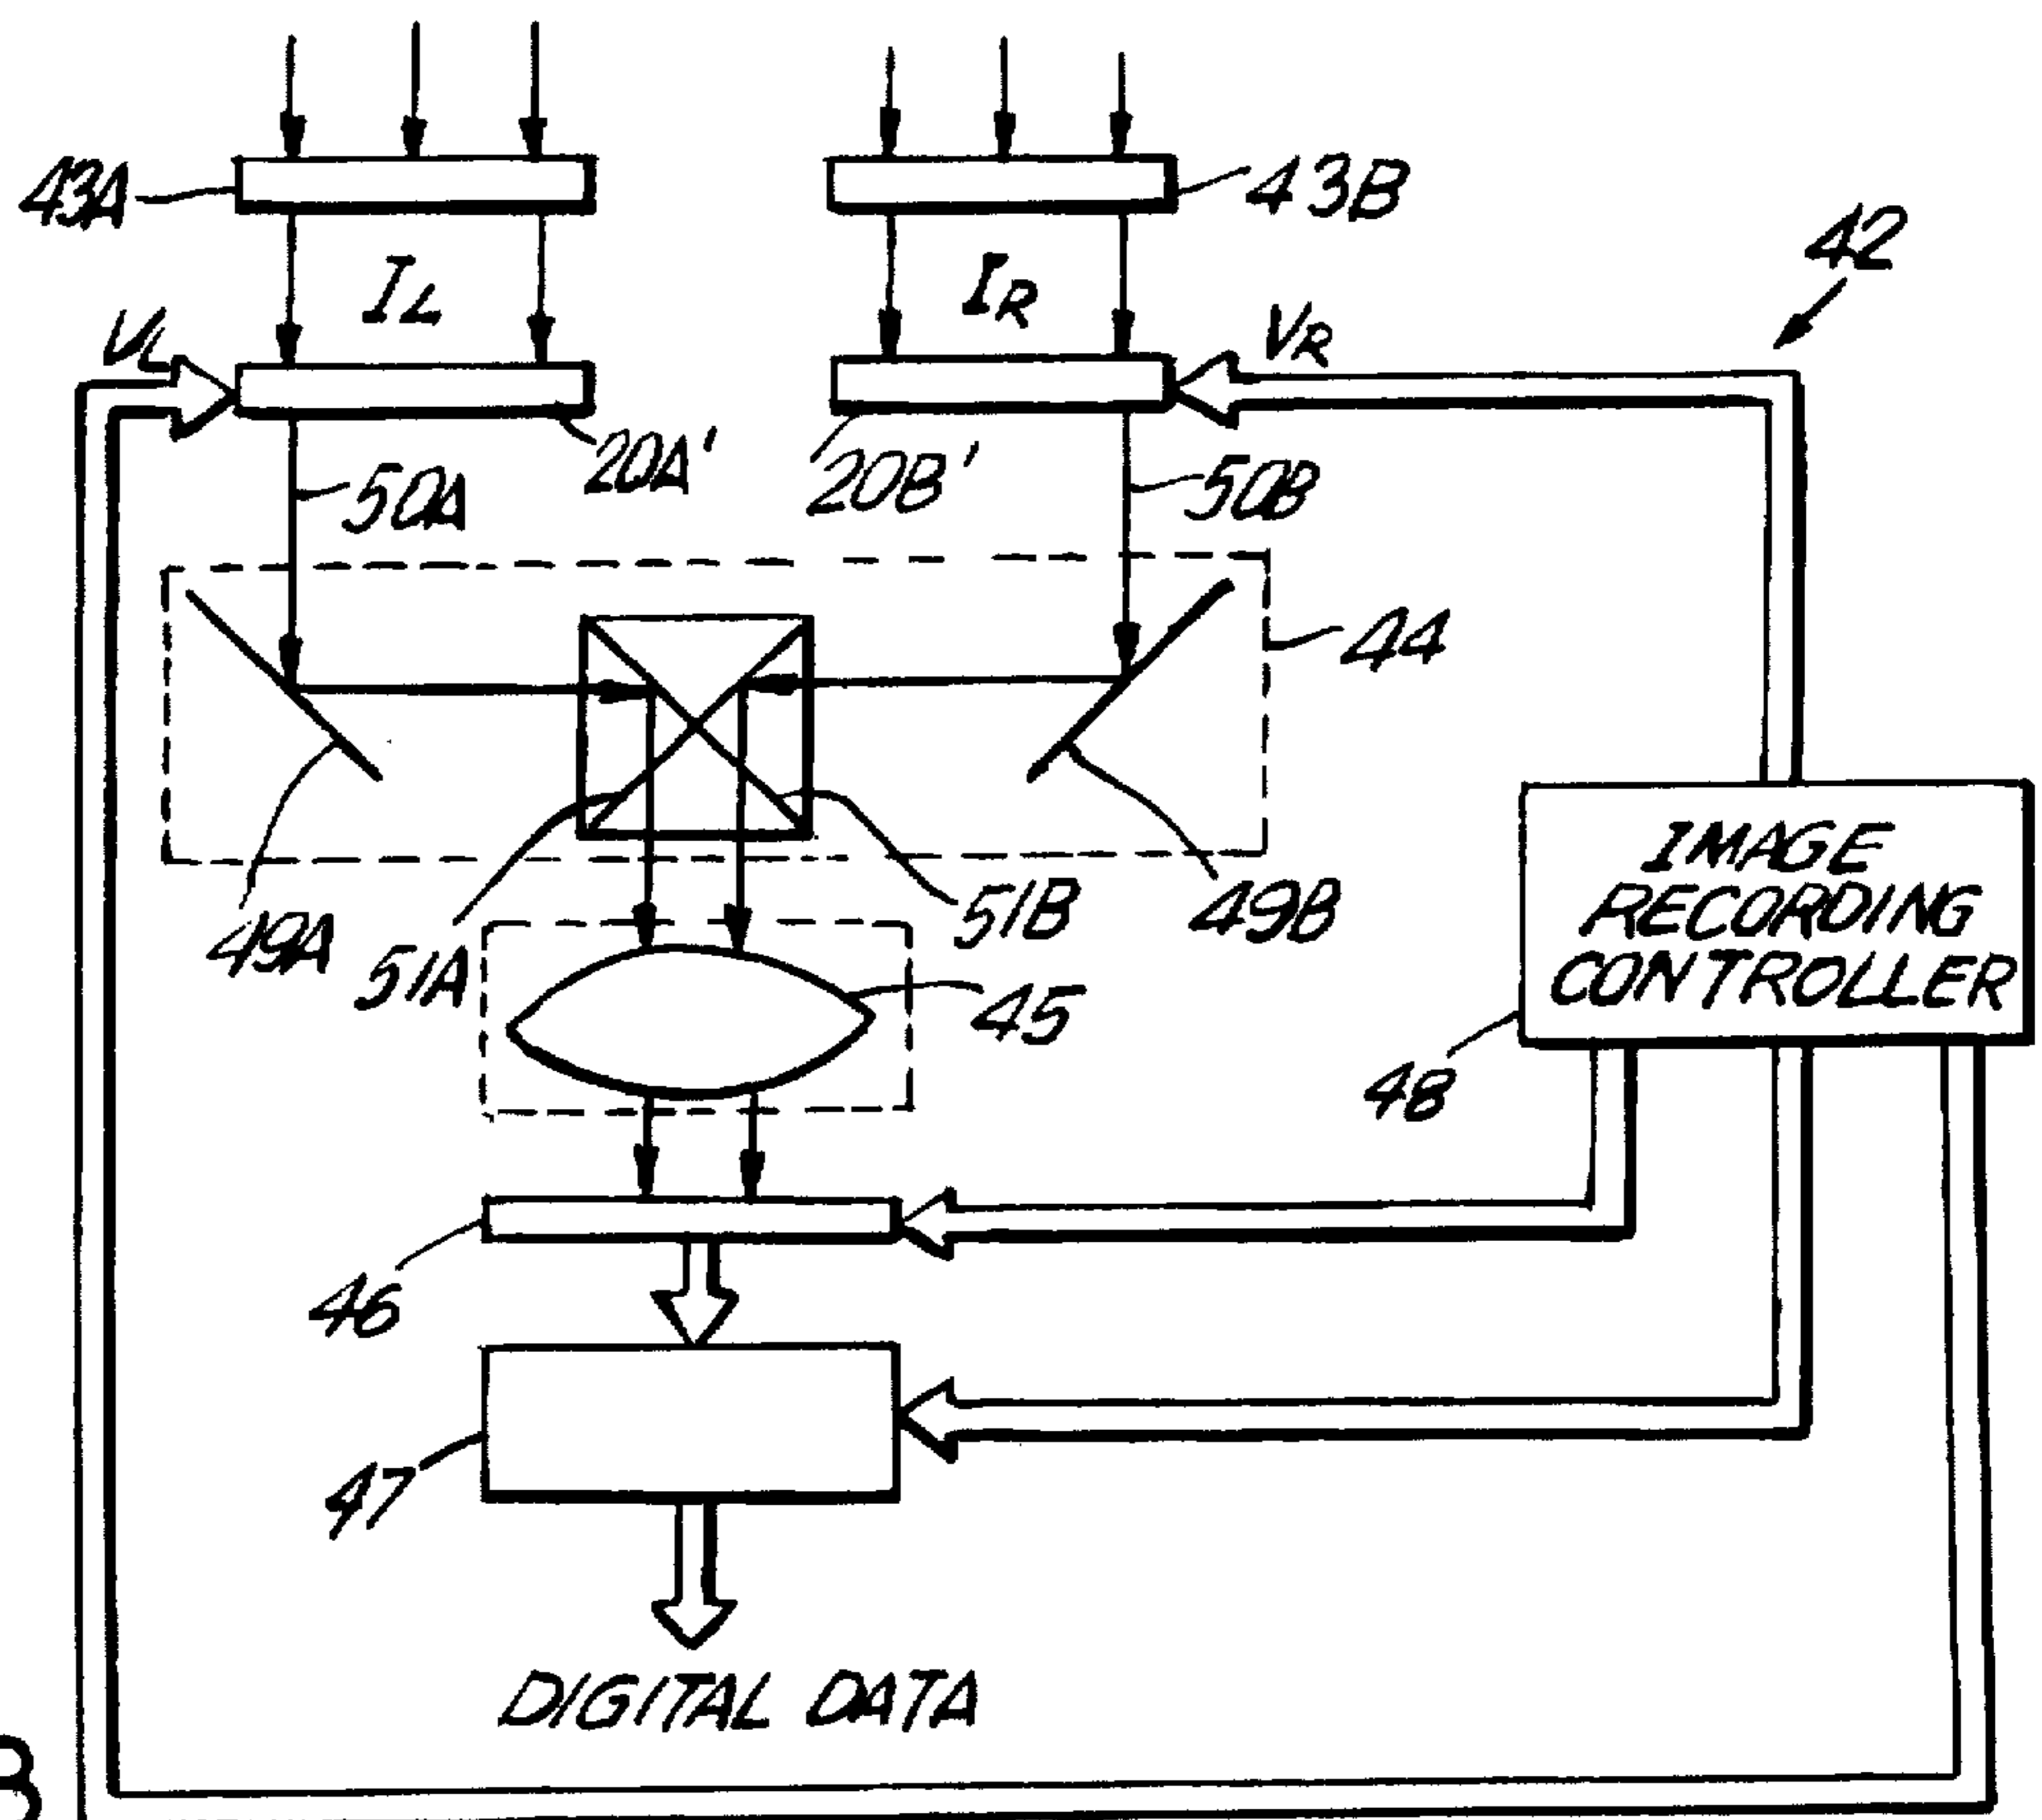 43A
43B
42
IL
IR
VL
VR
20A'
20B'
50A
50B
44
49A
51A
51B
49B
IMAGE
RECORDING
CONTROLLER
45
48
46
47
DIGITAL DATA